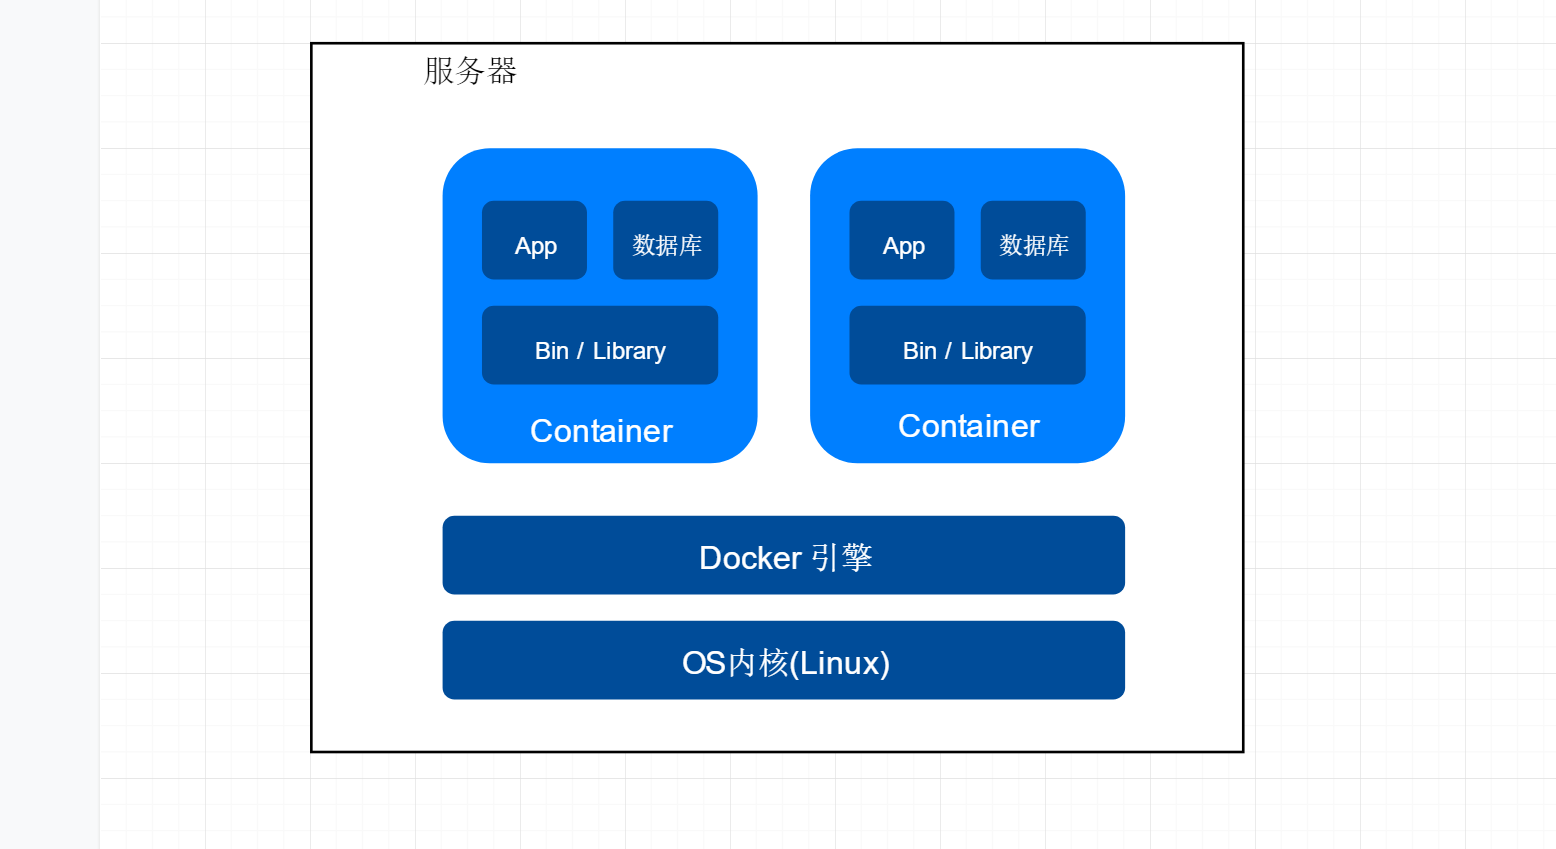 服务器
App
数据库
Bin / Library
Container
App
数据库
Bin / Library
Container
Docker 引擎
OS内核(Linux)